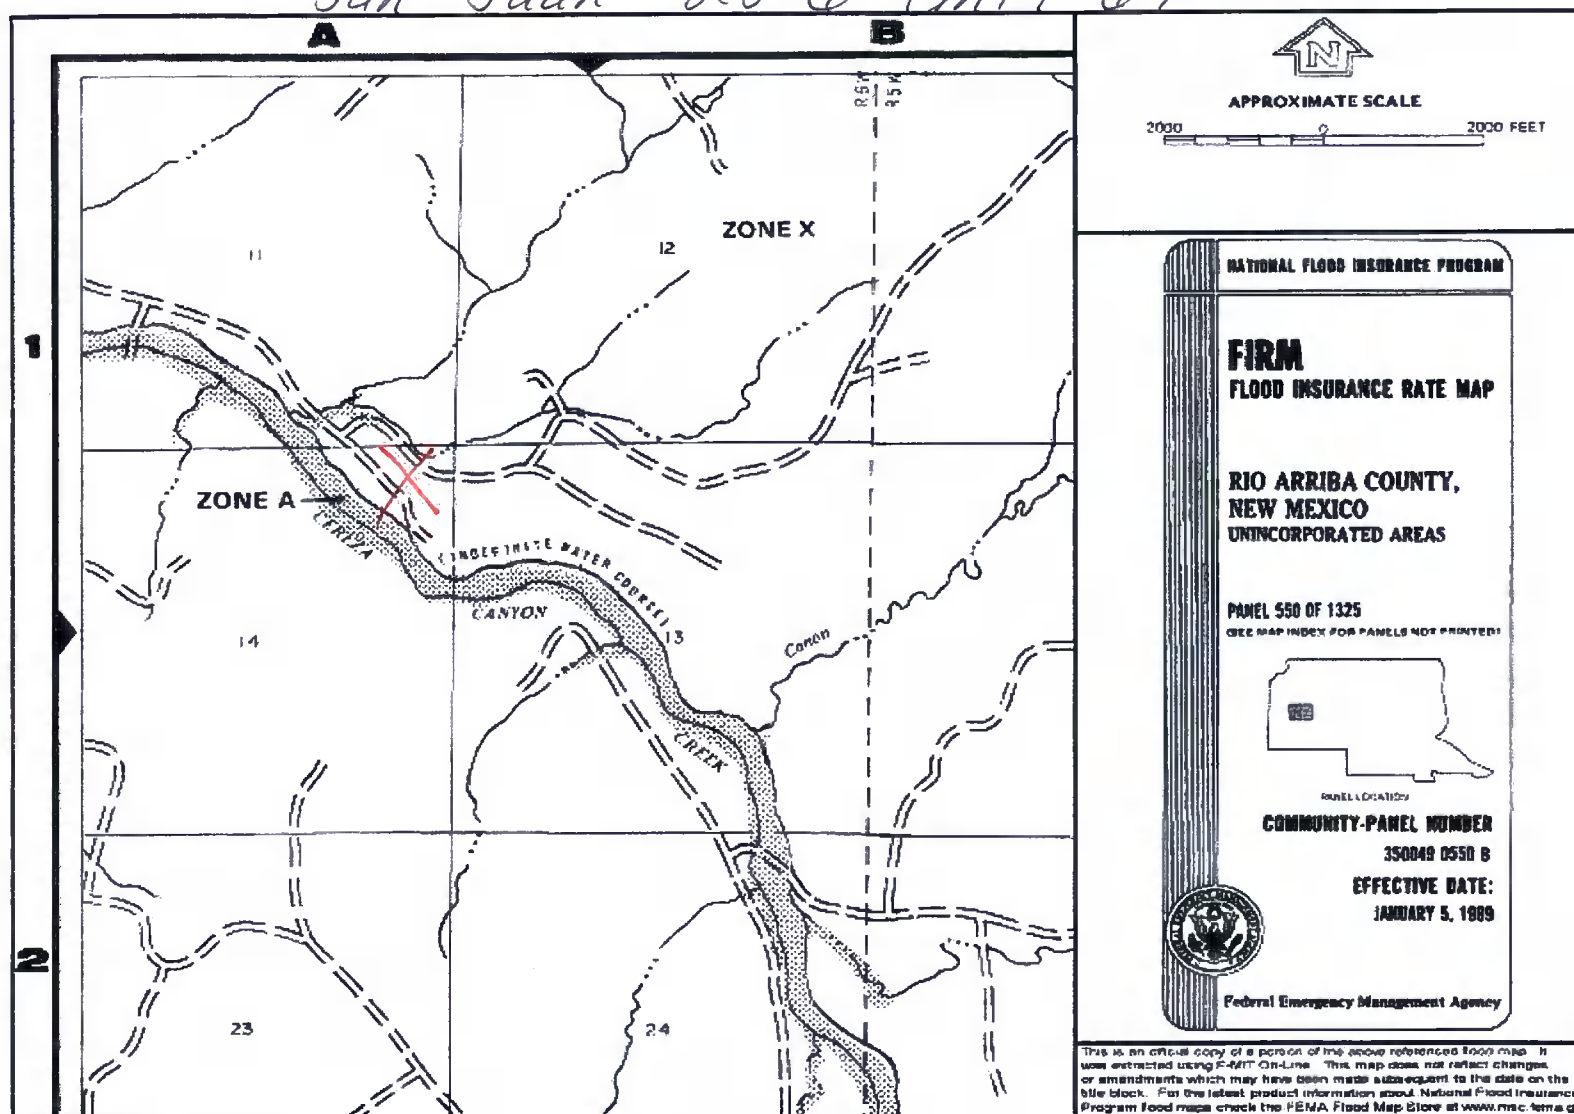 San Juan
A
B
R6W
R5W
N
APPROXIMATE SCALE
2000 0 2000 FEET
ZONE X
11
12
1
NATIONAL FLOOD INSURANCE PROGRAM
FIRM
FLOOD INSURANCE RATE MAP
RIO ARRIBA COUNTY,
NEW MEXICO
UNINCORPORATED AREAS
ZONE A
CEREZA
(INDEFINITE WATER COURSE)
CANYON
PANEL 550 OF 1325
(SEE MAP INDEX FOR PANELS NOT PRINTED)
14
13
Canon
CREEK
PANEL LOCATION
COMMUNITY-PANEL NUMBER
350049 0550 B
EFFECTIVE DATE:
JANUARY 5, 1989
2
23
24
Federal Emergency Management Agency
This is an official copy of a portion of the above referenced flood map. It
was extracted using F-MIT On-Line. This map does not reflect changes
or amendments which may have been made subsequent to the date on the
title block. For the latest product information about National Flood Insurance
Program flood maps check the FEMA Flood Map Store at www.msc.fema.g